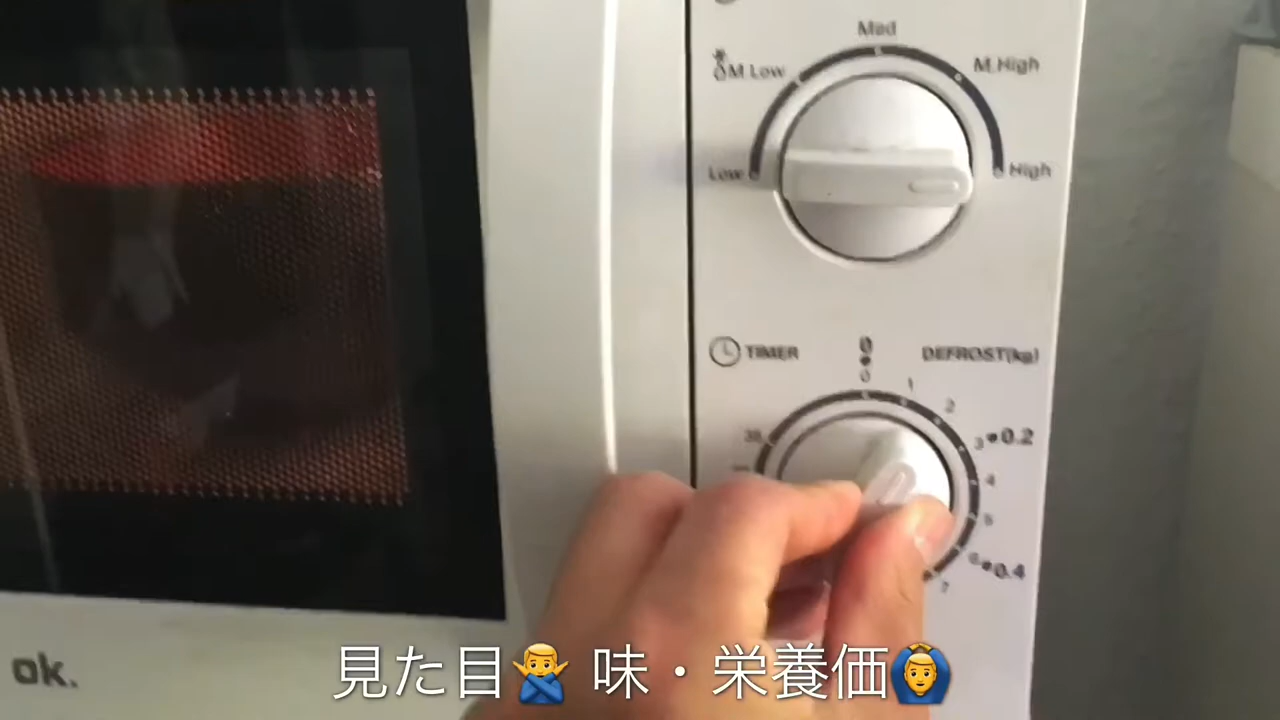 Med
M.Low
M.High
Low
High
TIMER
0
DEFROST(kg)
0
1
2
3
0.2
4
5
6
0.4
7
ok.
見た目🙅‍♂️ 味・栄養価🙆‍♂️